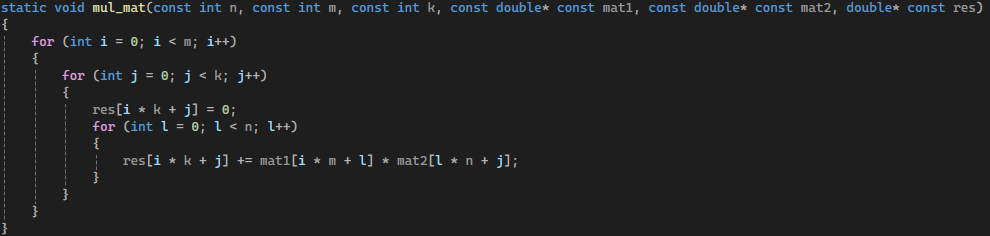 static void mul_mat(const int n, const int m, const int k, const double* const mat1, const double* const mat2, double* const res)
{
    for (int i = 0; i < m; i++)
    {
        for (int j = 0; j < k; j++)
        {
            res[i * k + j] = 0;
            for (int l = 0; l < n; l++)
            {
                res[i * k + j] += mat1[i * m + l] * mat2[l * n + j];
            }
        }
    }
}